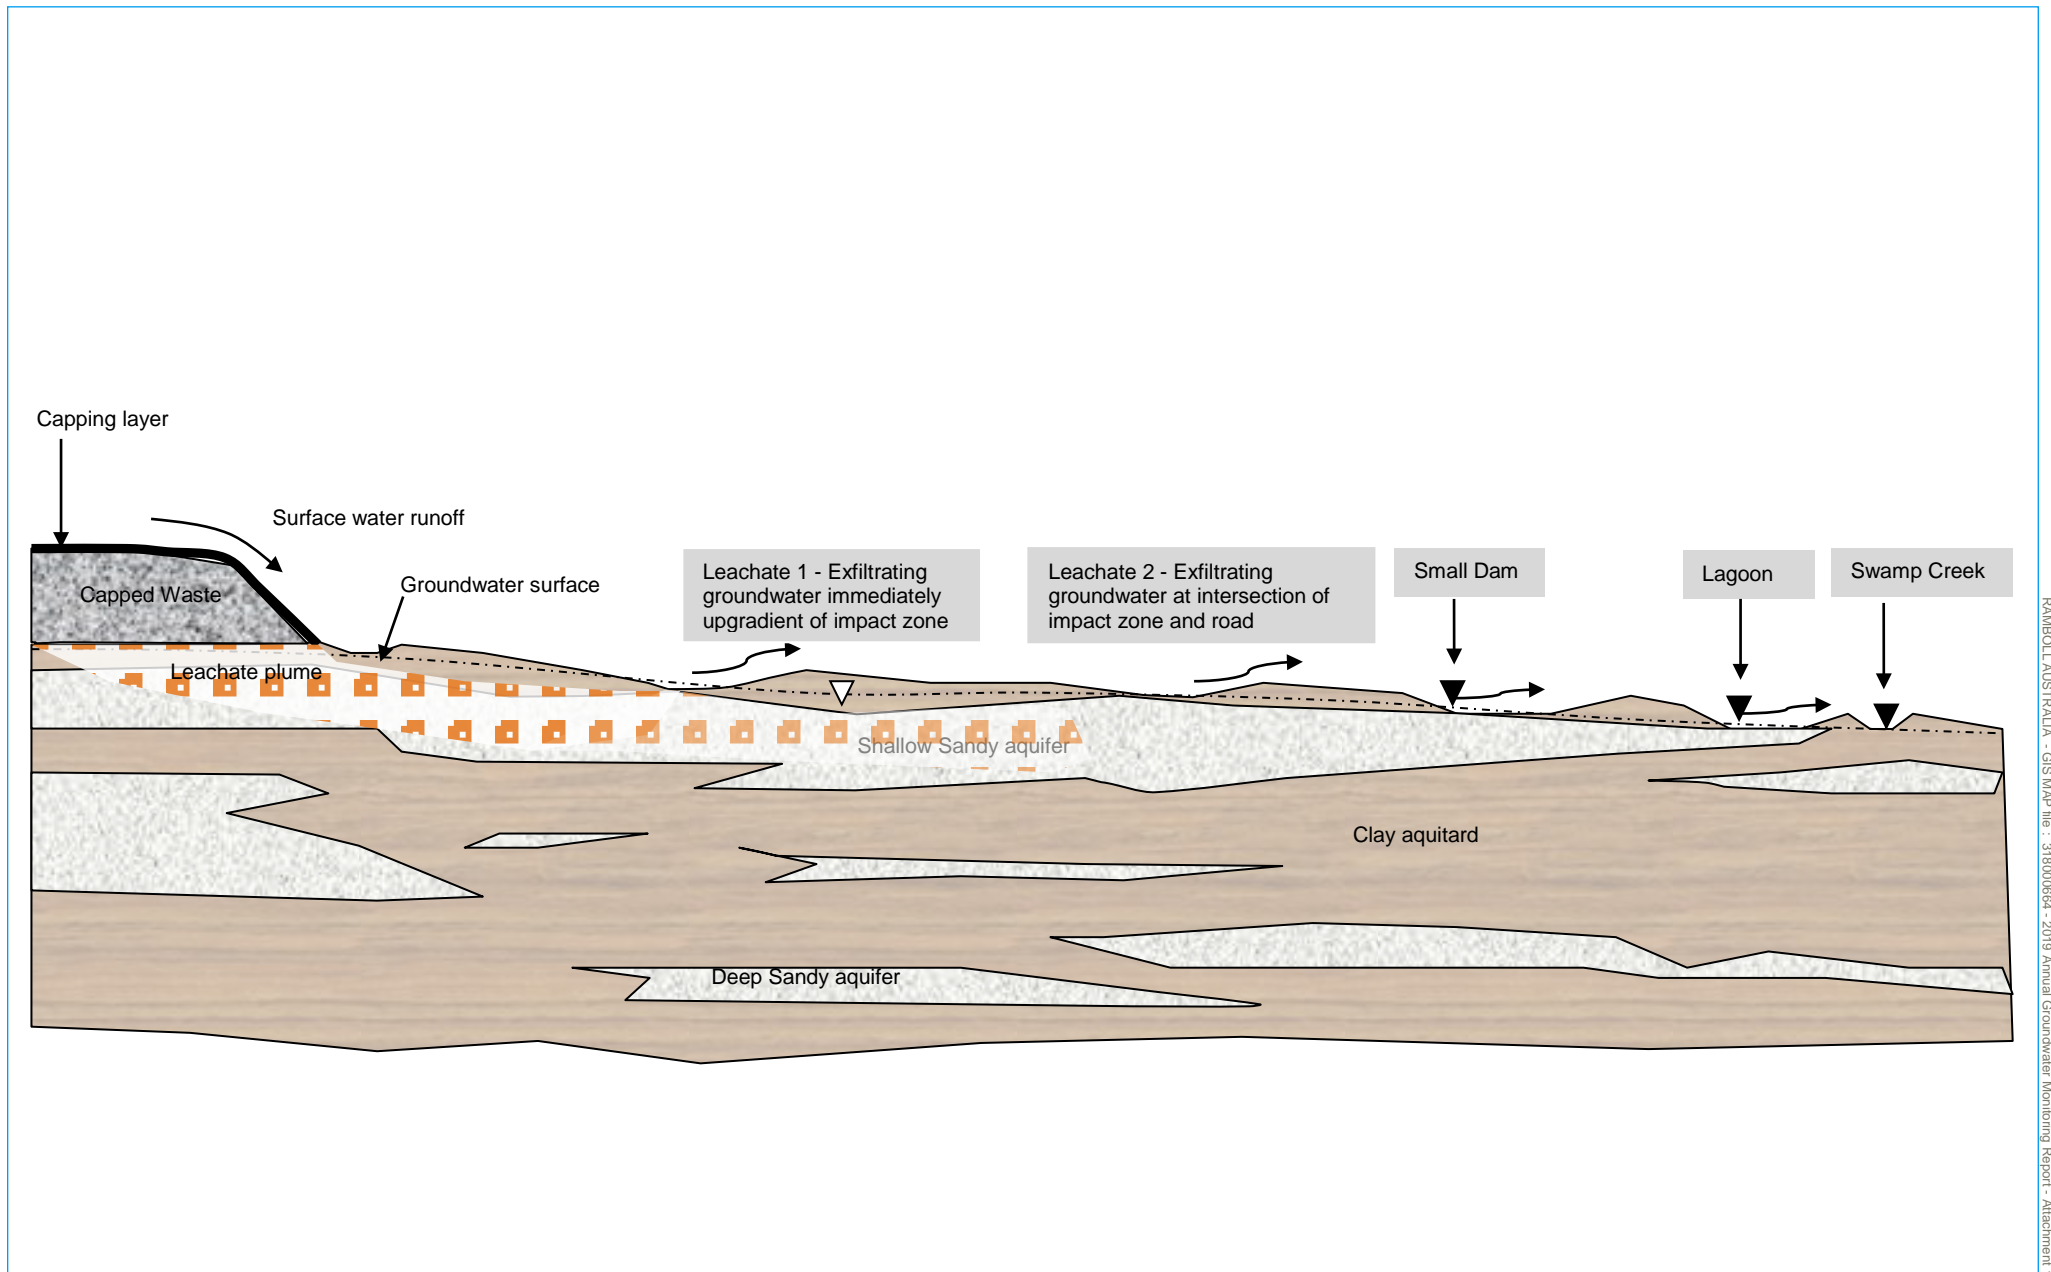 Capping layer
Surface water runoff
Capped Waste
Groundwater surface
Leachate 1 - Exfiltrating
groundwater immediately
upgradient of impact zone
Leachate 2 - Exfiltrating
groundwater at intersection of
impact zone and road
Small Dam
Lagoon
Swamp Creek
Leachate plume
Shallow Sandy aquifer
Clay aquitard
Deep Sandy aquifer
RAMBOLL AUSTRALIA - GIS MAP file : 318000664 - 2019 Annual Groundwater Monitoring Report - Attachment